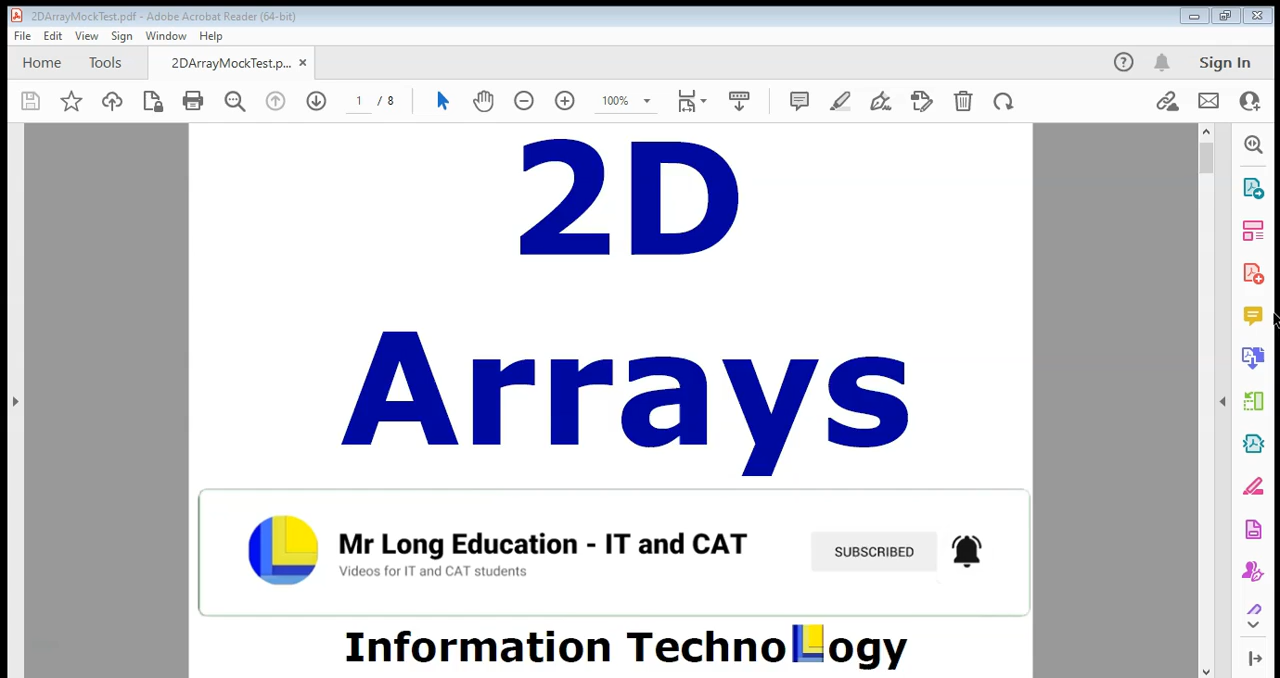 2DArrayMockTest.pdf - Adobe Acrobat Reader (64-bit)
File Edit View Sign Window Help
Home Tools 2DArrayMockTest.p... × Sign In
1 / 8 100%
2D
Arrays
Mr Long Education - IT and CAT
Videos for IT and CAT students
SUBSCRIBED
Information Technology